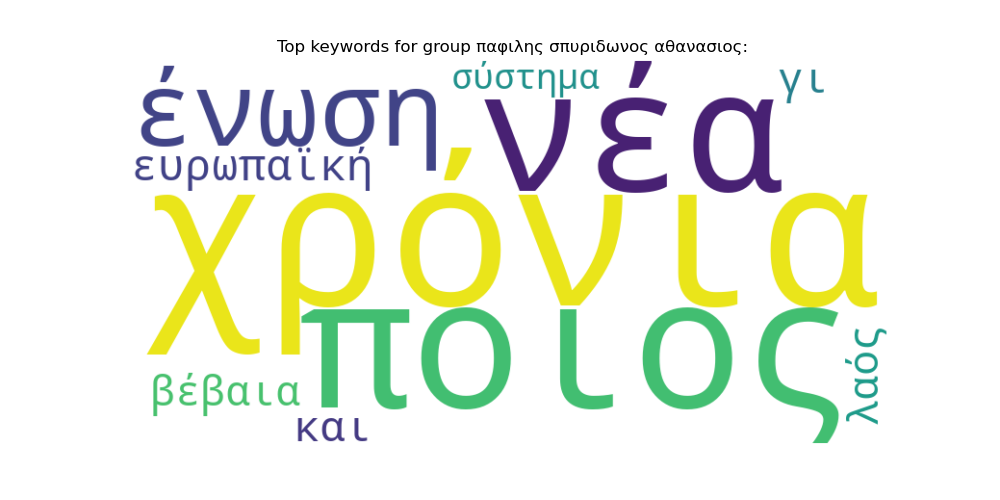 Top keywords for group παφιλης σπυριδωνος αθανασιος:
σύστημα
γι
ένωση
νέα
ευρωπαϊκή
χρόνια
ποιος
λαός
βέβαια
και